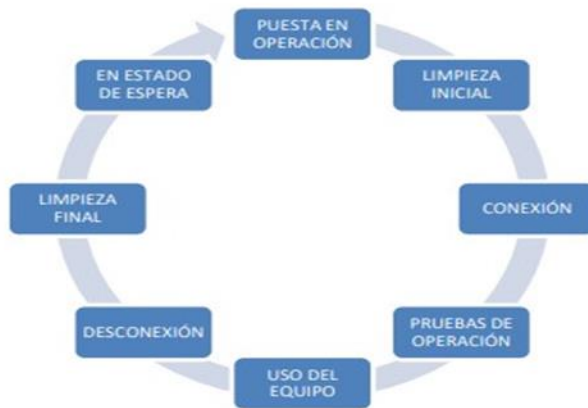 PUESTA EN
OPERACIÓN
LIMPIEZA
INICIAL
CONEXIÓN
PRUEBAS DE
OPERACIÓN
USO DEL
EQUIPO
DESCONEXIÓN
LIMPIEZA
FINAL
EN ESTADO
DE ESPERA